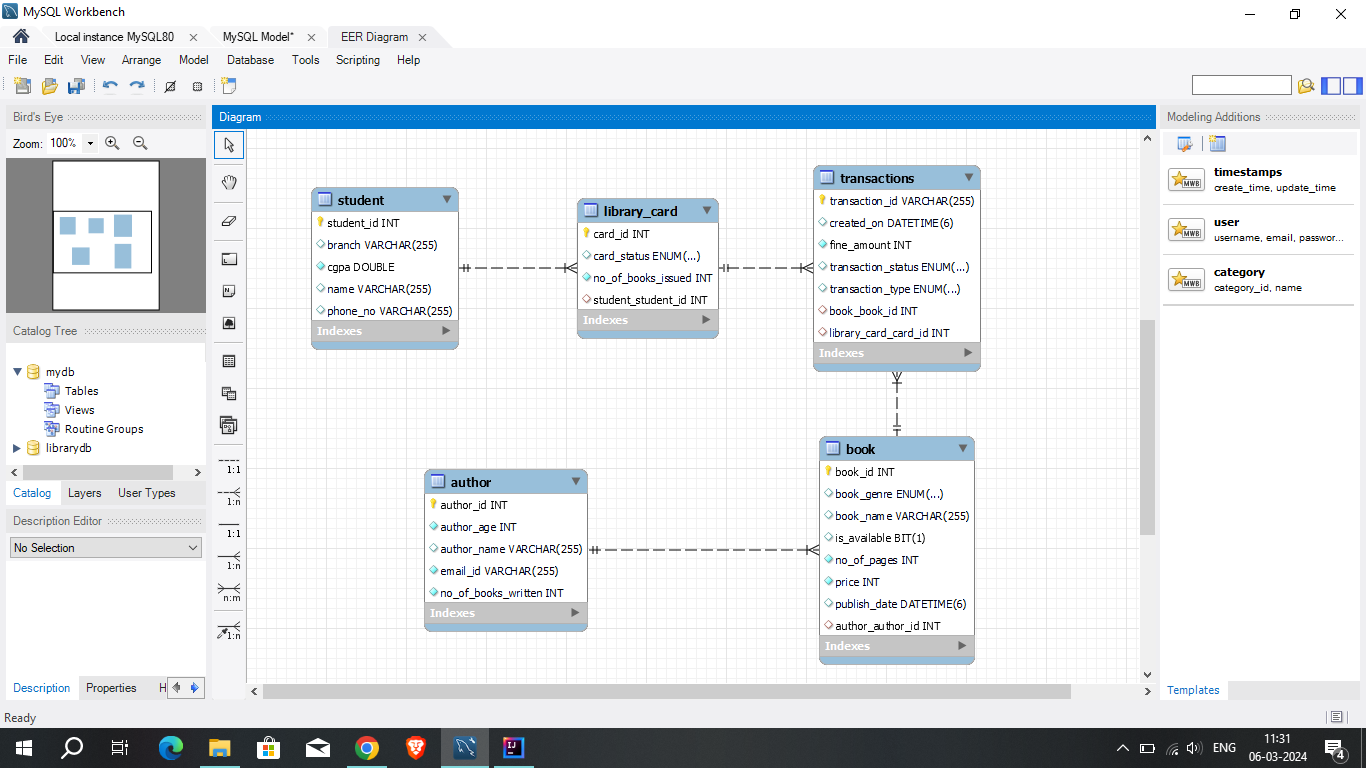 MySQL Workbench
Local instance MySQL80
MySQL Model*
EER Diagram
File Edit View Arrange Model Database Tools Scripting Help
Bird's Eye
Zoom: 100%
Catalog Tree
mydb
Tables
Views
Routine Groups
librarydb
Catalog Layers User Types
Description Editor
No Selection
Description Properties H
Diagram
1:1
1:n
1:1
1:n
n:m
1:n
student
student_id INT
branch VARCHAR(255)
cgpa DOUBLE
name VARCHAR(255)
phone_no VARCHAR(255)
Indexes
library_card
card_id INT
card_status ENUM(...)
no_of_books_issued INT
student_student_id INT
Indexes
transactions
transaction_id VARCHAR(255)
created_on DATETIME(6)
fine_amount INT
transaction_status ENUM(...)
transaction_type ENUM(...)
book_book_id INT
library_card_card_id INT
Indexes
author
author_id INT
author_age INT
author_name VARCHAR(255)
email_id VARCHAR(255)
no_of_books_written INT
Indexes
book
book_id INT
book_genre ENUM(...)
book_name VARCHAR(255)
is_available BIT(1)
no_of_pages INT
price INT
publish_date DATETIME(6)
author_author_id INT
Indexes
Modeling Additions
MWB
timestamps
create_time, update_time
MWB
user
username, email, passwor...
MWB
category
category_id, name
Templates
Ready
IJ
ENG
11:31
06-03-2024
4